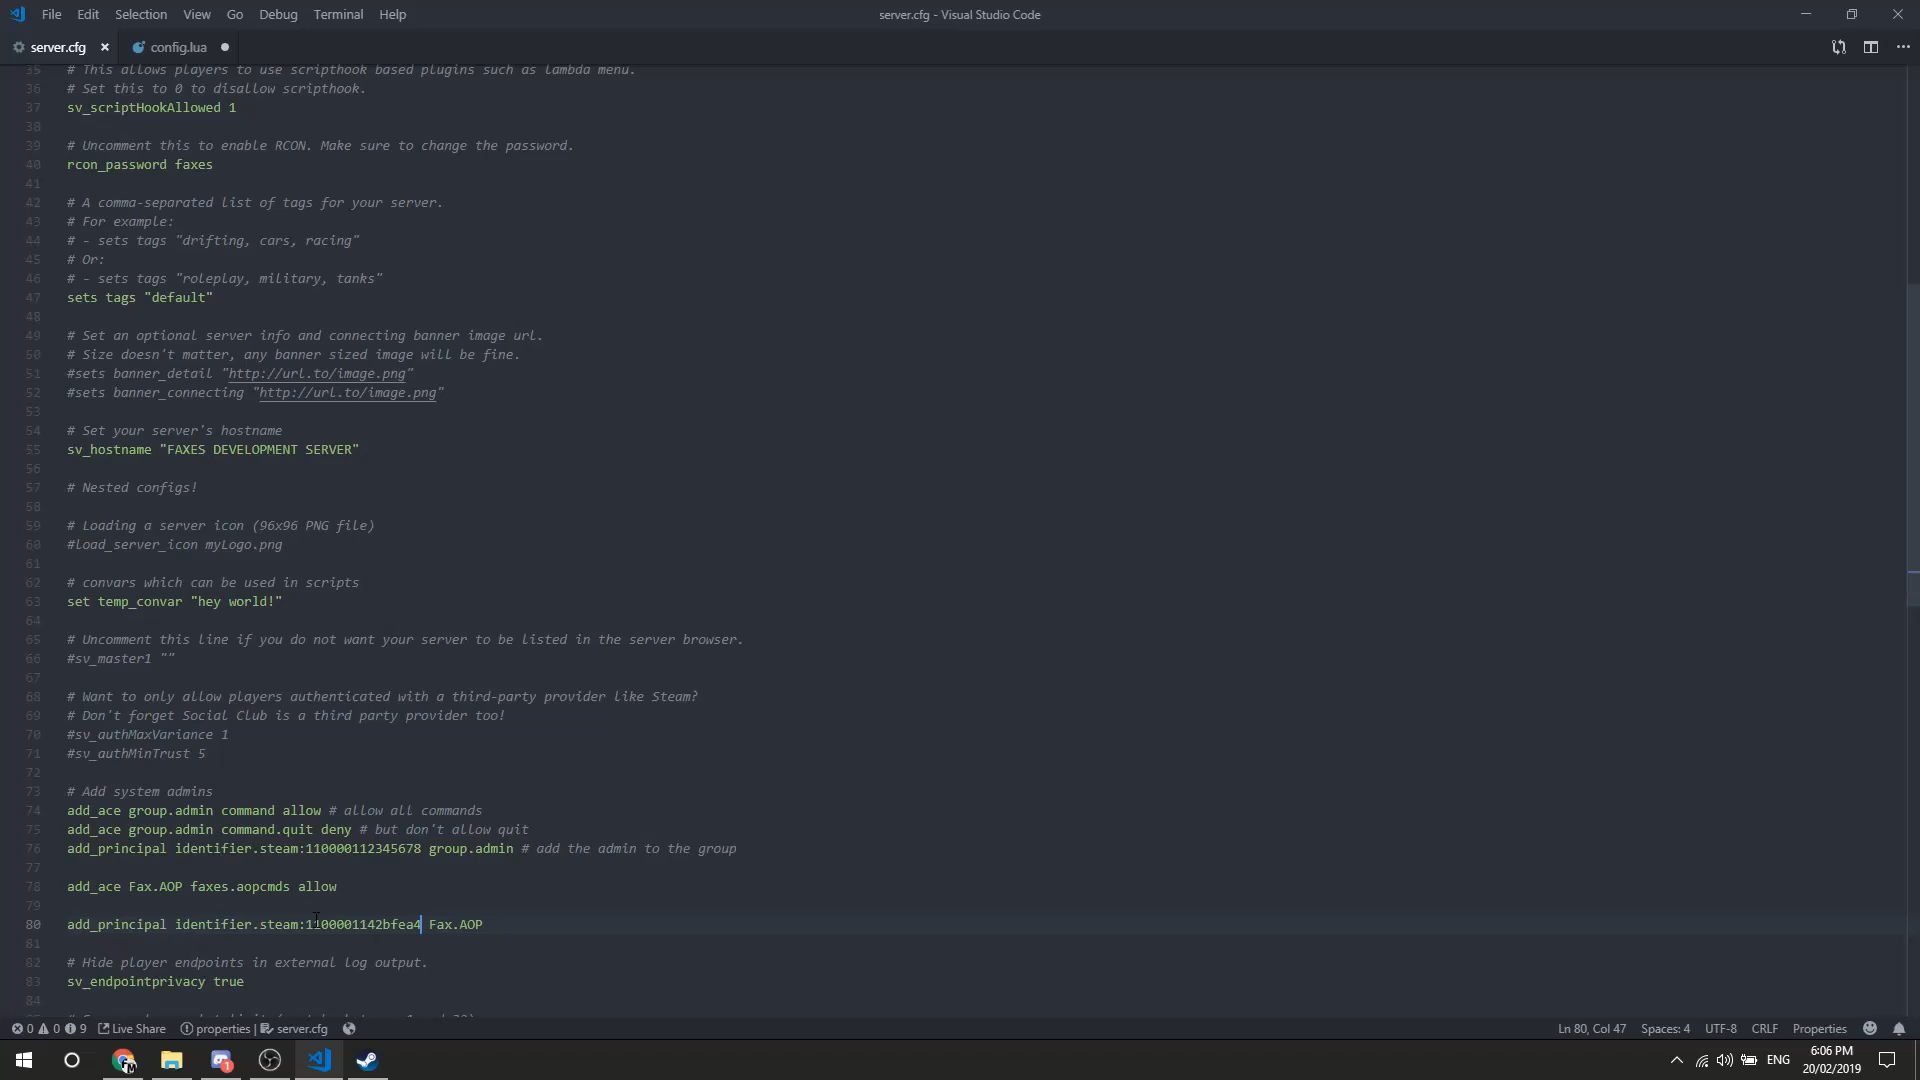 File Edit Selection View Go Debug Terminal Help
server.cfg - Visual Studio Code
server.cfg × config.lua
35 # This allows players to use scripthook based plugins such as lambda menu.
36 # Set this to 0 to disallow scripthook.
37 sv_scriptHookAllowed 1
38
39 # Uncomment this to enable RCON. Make sure to change the password.
40 rcon_password faxes
41
42 # A comma-separated list of tags for your server.
43 # For example:
44 # - sets tags "drifting, cars, racing"
45 # Or:
46 # - sets tags "roleplay, military, tanks"
47 sets tags "default"
48
49 # Set an optional server info and connecting banner image url.
50 # Size doesn't matter, any banner sized image will be fine.
51 #sets banner_detail "http://url.to/image.png"
52 #sets banner_connecting "http://url.to/image.png"
53
54 # Set your server's hostname
55 sv_hostname "FAXES DEVELOPMENT SERVER"
56
57 # Nested configs!
58
59 # Loading a server icon (96x96 PNG file)
60 #load_server_icon myLogo.png
61
62 # convars which can be used in scripts
63 set temp_convar "hey world!"
64
65 # Uncomment this line if you do not want your server to be listed in the server browser.
66 #sv_master1 ""
67
68 # Want to only allow players authenticated with a third-party provider like Steam?
69 # Don't forget Social Club is a third party provider too!
70 #sv_authMaxVariance 1
71 #sv_authMinTrust 5
72
73 # Add system admins
74 add_ace group.admin command allow # allow all commands
75 add_ace group.admin command.quit deny # but don't allow quit
76 add_principal identifier.steam:110000112345678 group.admin # add the admin to the group
77
78 add_ace Fax.AOP faxes.aopcmds allow
79
80 add_principal identifier.steam:1100001142bfea4 Fax.AOP
81
82 # Hide player endpoints in external log output.
83 sv_endpointprivacy true
84
0 0 9 Live Share properties | server.cfg
Ln 80, Col 47 Spaces: 4 UTF-8 CRLF Properties
ENG
6:06 PM
20/02/2019